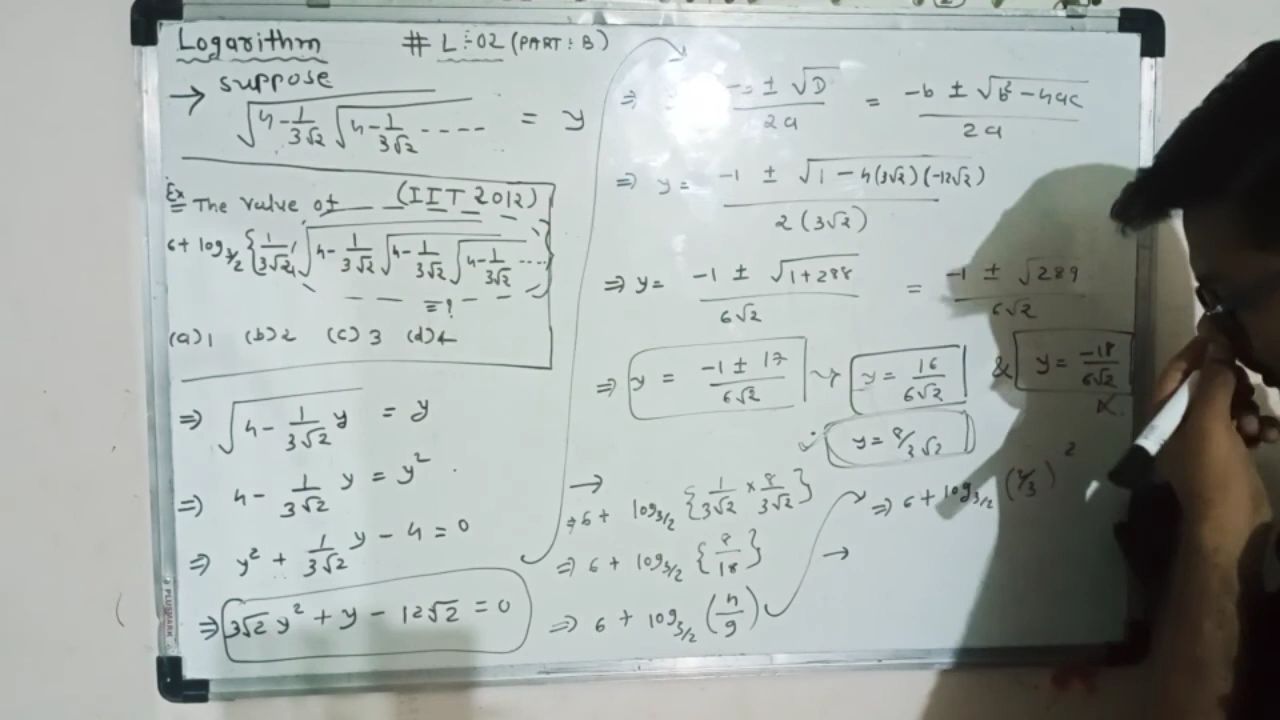 Logarithm # L:02 (PART: B)
→ suppose
√(4 - 1/3√2 √(4 - 1/3√2 ---- = y
Ex The value of (IIT 2012)
6 + log3/2 {1/3√2 √(4 - 1/3√2 √(4 - 1/3√2 √(4 - 1/3√2 ....}
= ?
(a) 1 (b) 2 (c) 3 (d) 4
⇒ √(4 - 1/3√2 y) = y
⇒ 4 - 1/3√2 y = y²
⇒ y² + 1/3√2 y - 4 = 0
⇒ 3√2 y² + y - 12√2 = 0
⇒ ± √D / 2a = -b ± √(b² - 4ac) / 2a
⇒ y = -1 ± √(1 - 4(3√2)(-12√2)) / 2(3√2)
⇒ y = -1 ± √(1+288) / 6√2 = -1 ± √289 / 6√2
⇒ y = -1 ± 17 / 6√2 → y = 16/6√2 & y = -18/6√2 ×
✓ y = 8/3√2
→
⇒ 6 + log3/2 {1/3√2 × 8/3√2}
⇒ 6 + log3/2 {8/18}
⇒ 6 + log3/2 (4/9)
⇒ 6 + log3/2 (2/3)²
→
PLUSMARK